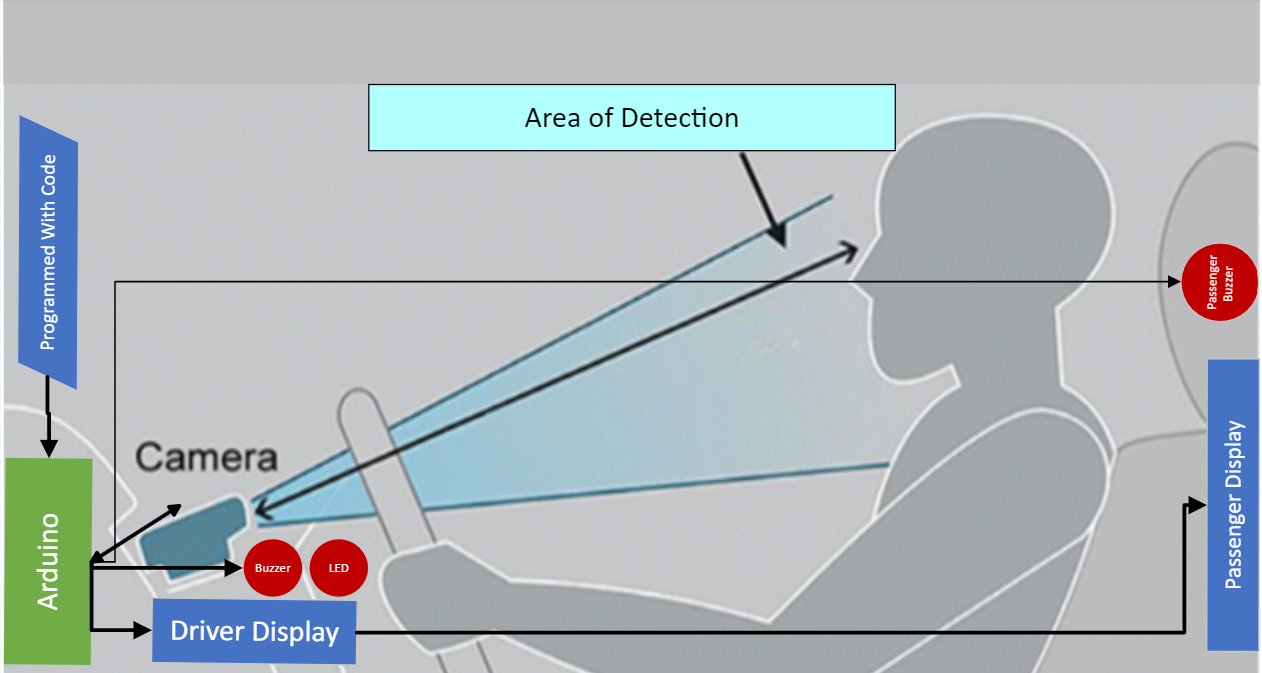 Area of Detection
Programmed With Code
Passenger
Buzzer
Camera
Arduino
Buzzer
LED
Driver Display
Passenger Display